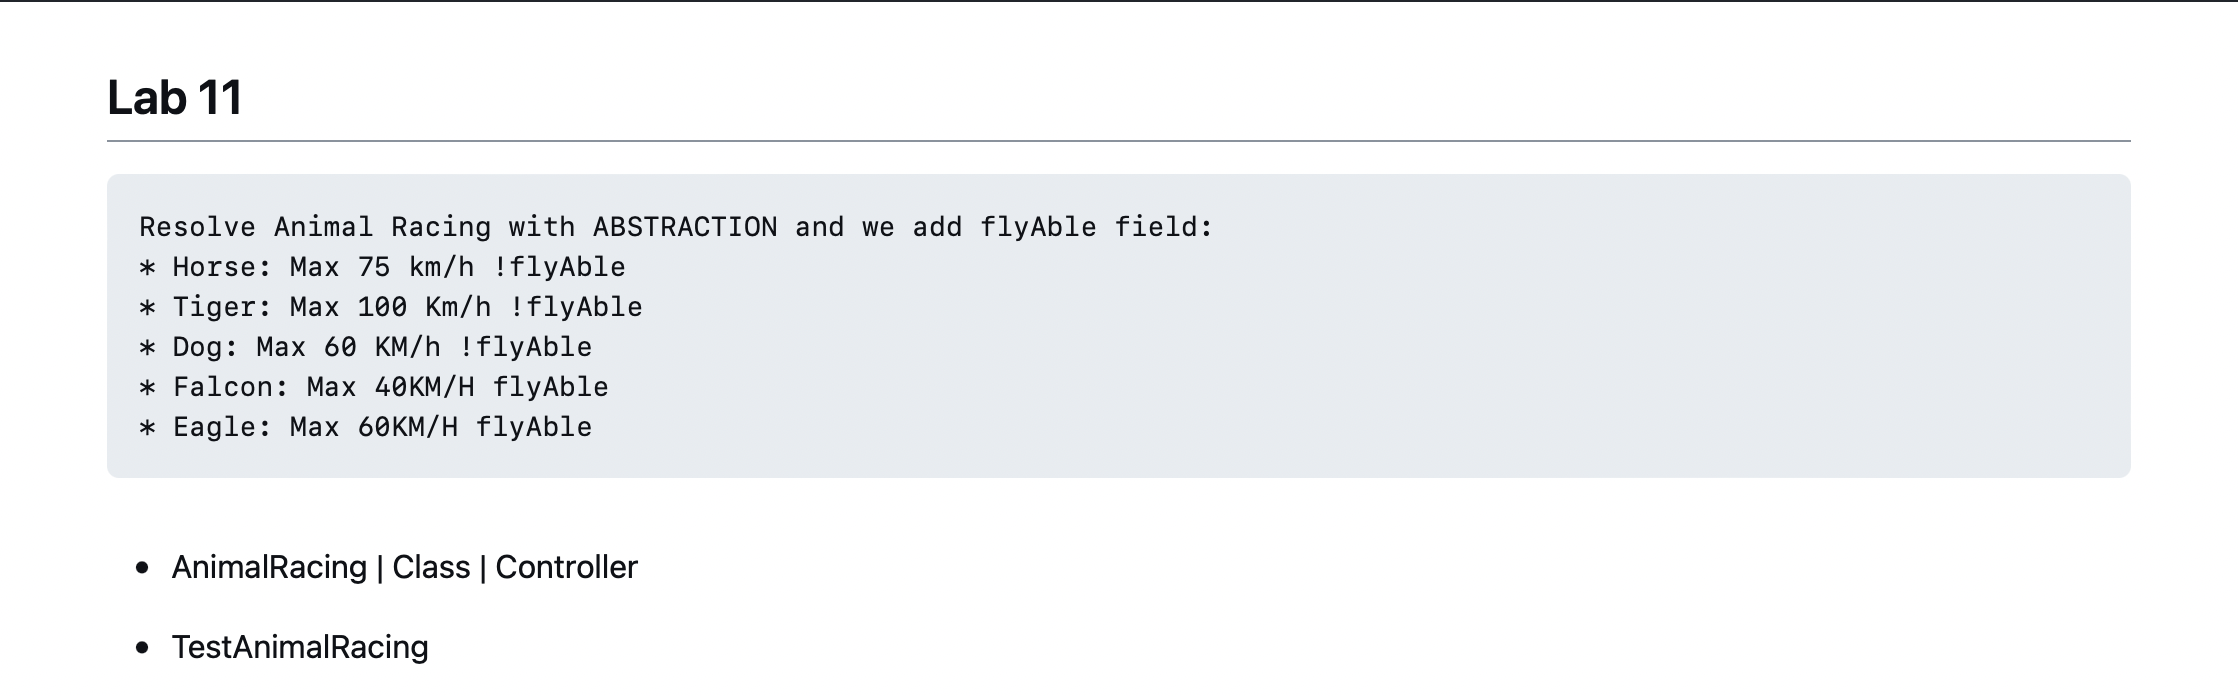 Lab 11
Resolve Animal Racing with ABSTRACTION and we add flyAble field:
* Horse: Max 75 km/h !flyAble
* Tiger: Max 100 Km/h !flyAble
* Dog: Max 60 KM/h !flyAble
* Falcon: Max 40KM/H flyAble
* Eagle: Max 60KM/H flyAble
• AnimalRacing | Class | Controller
• TestAnimalRacing